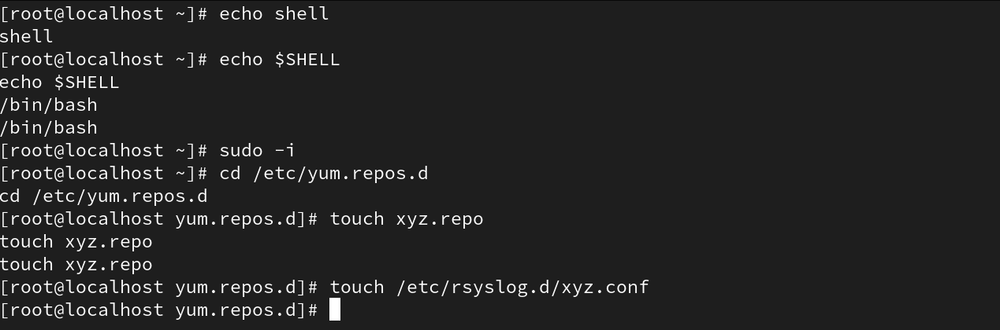 [root@localhost ~]# echo shell
shell
[root@localhost ~]# echo $SHELL
echo $SHELL
/bin/bash
/bin/bash
[root@localhost ~]# sudo -i
[root@localhost ~]# cd /etc/yum.repos.d
cd /etc/yum.repos.d
[root@localhost yum.repos.d]# touch xyz.repo
touch xyz.repo
touch xyz.repo
[root@localhost yum.repos.d]# touch /etc/rsyslog.d/xyz.conf
[root@localhost yum.repos.d]#